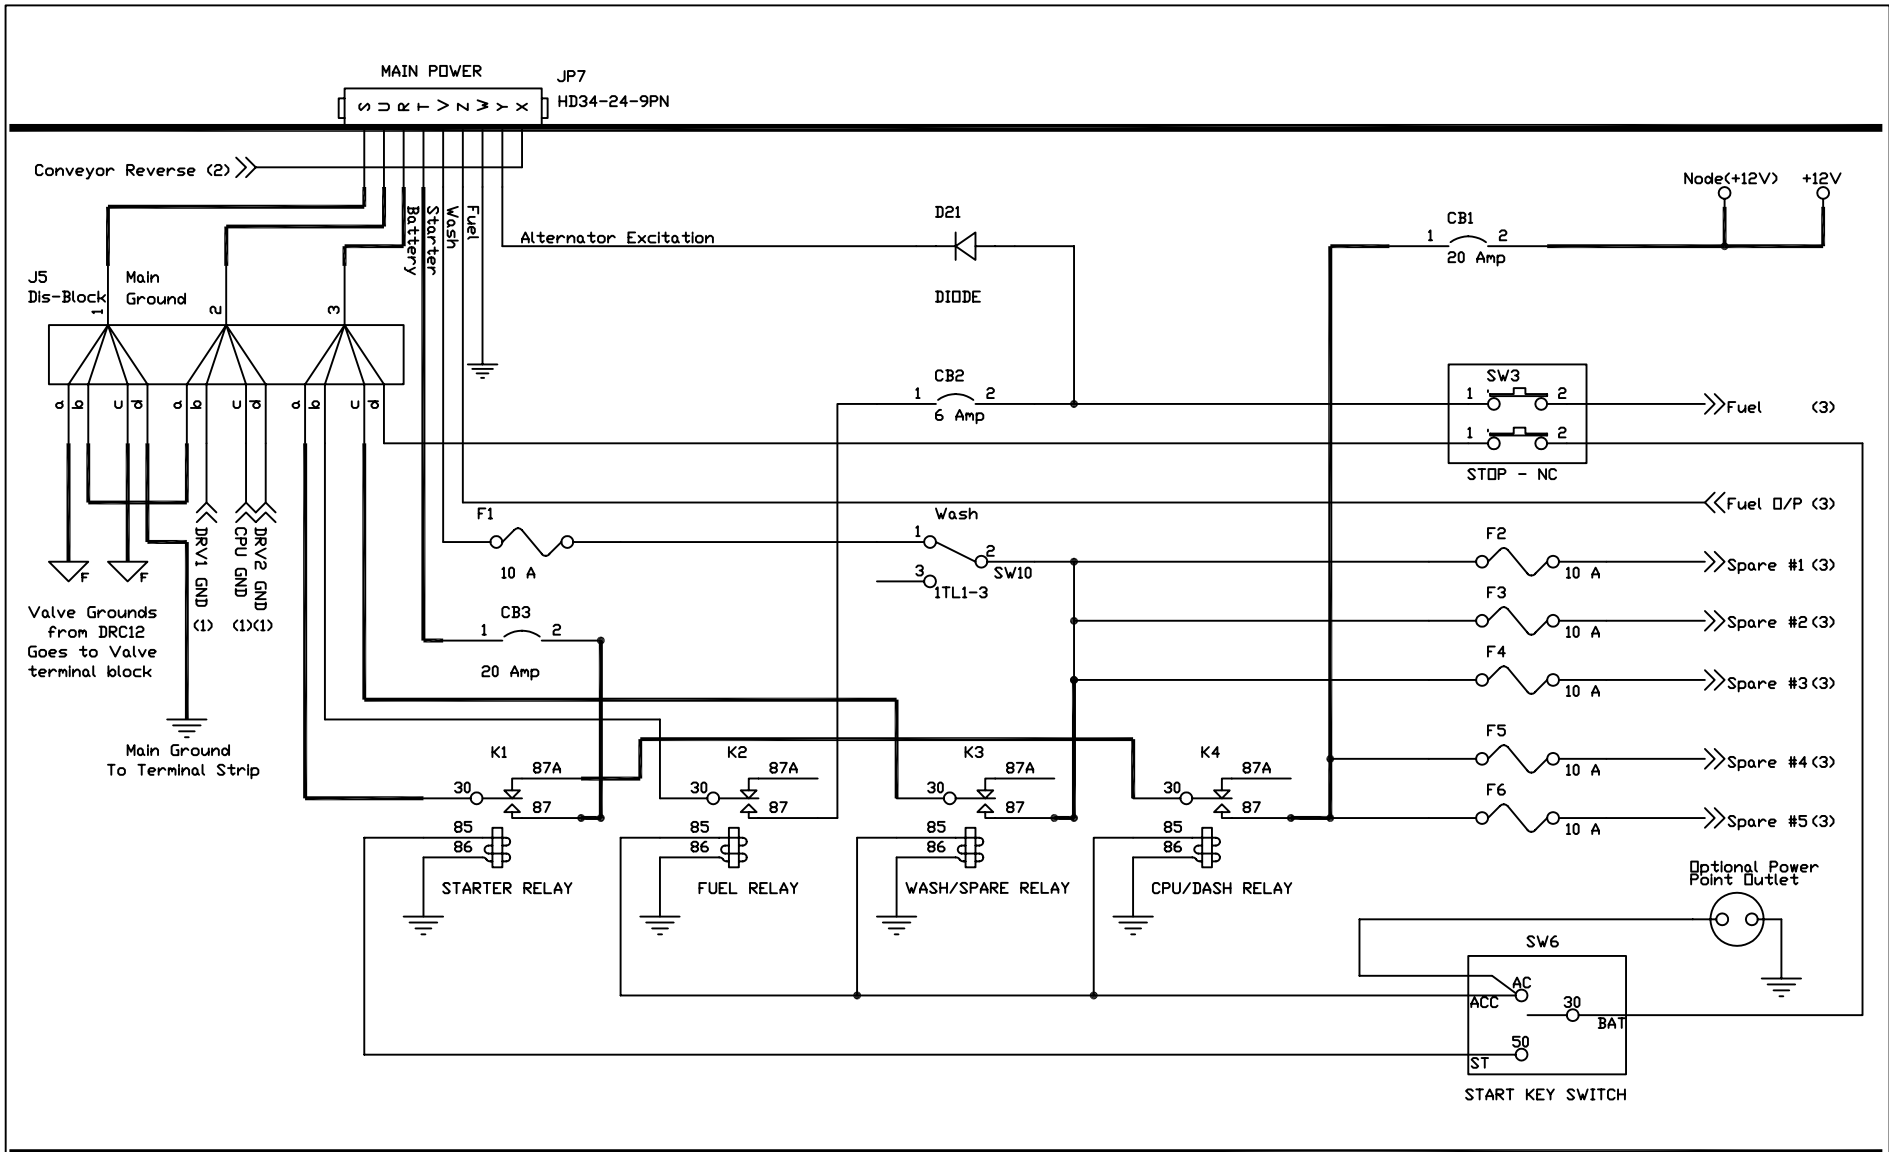 MAIN POWER
JP7
HD34-24-9PN
S U R T V Z W Y X
Conveyor Reverse (2)
Node(+12V)
+12V
Battery
Starter
Wash
Fuel
Alternator Excitation
D21
DIODE
CB1
1 2
20 Amp
J5
Dis-Block
Main
Ground
1 2 3
a b c d a b c d a b c d
CB2
1 2
6 Amp
SW3
1 2
1 2
STOP - NC
Fuel (3)
Fuel O/P (3)
F F
DRV1 GND (1)
CPU GND (1)
DRV2 GND (1)
Valve Grounds
from DRC12
Goes to Valve
terminal block
F1
10 A
Wash
1
2
3
SW10
1TL1-3
CB3
1 2
20 Amp
F2
10 A
Spare #1 (3)
F3
10 A
Spare #2 (3)
F4
10 A
Spare #3 (3)
F5
10 A
Spare #4 (3)
F6
10 A
Spare #5 (3)
Main Ground
To Terminal Strip
K1
87A
30
87
85
86
STARTER RELAY
K2
87A
30
87
85
86
FUEL RELAY
K3
87A
30
87
85
86
WASH/SPARE RELAY
K4
87A
30
87
85
86
CPU/DASH RELAY
Optional Power
Point Outlet
SW6
AC
ACC
30
BAT
50
ST
START KEY SWITCH